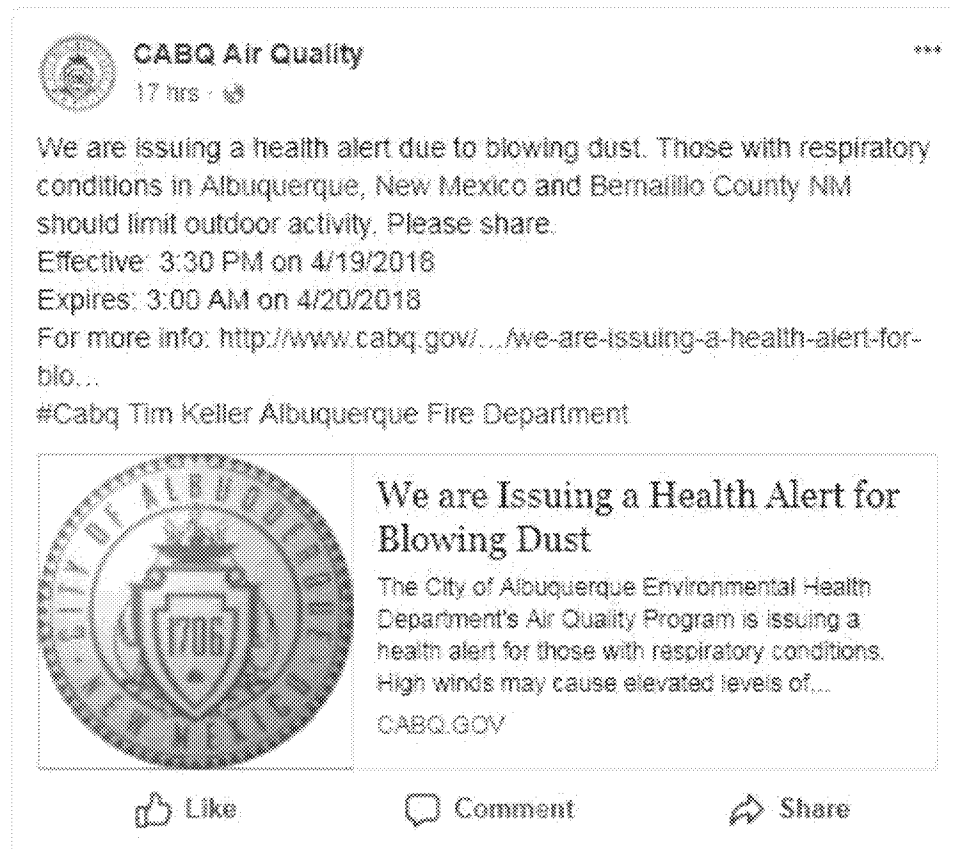 CABQ Air Quality
17 hrs ·
We are issuing a health alert due to blowing dust. Those with respiratory
conditions in Albuquerque, New Mexico and Bernalillo County NM
should limit outdoor activity. Please share.
Effective: 3:30 PM on 4/19/2018
Expires: 3:00 AM on 4/20/2018
For more info: http://www.cabq.gov/.../we-are-issuing-a-health-alert-for-
blo...
#Cabq Tim Keller Albuquerque Fire Department
CITY OF ALBUQUERQUE
NEW MEXICO
1706
We are Issuing a Health Alert for
Blowing Dust
The City of Albuquerque Environmental Health
Department's Air Quality Program is issuing a
health alert for those with respiratory conditions.
High winds may cause elevated levels of...
CABQ.GOV
Like Comment Share